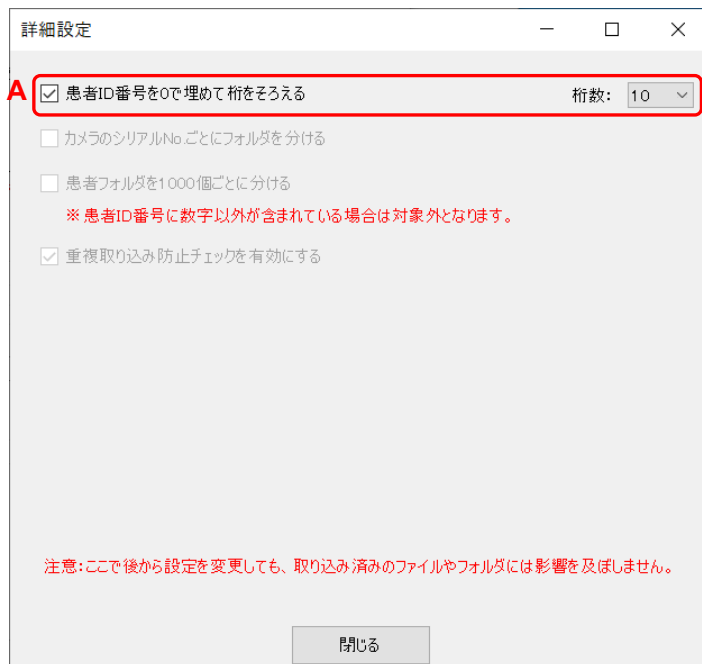 詳細設定
A
患者ID番号を0で埋めて桁をそろえる 桁数: 10
カメラのシリアルNo.ごとにフォルダを分ける
患者フォルダを1000個ごとに分ける
※患者ID番号に数字以外が含まれている場合は対象外となります。
重複取り込み防止チェックを有効にする
注意:ここで後から設定を変更しても、取り込み済みのファイルやフォルダには影響を及ぼしません。
閉じる